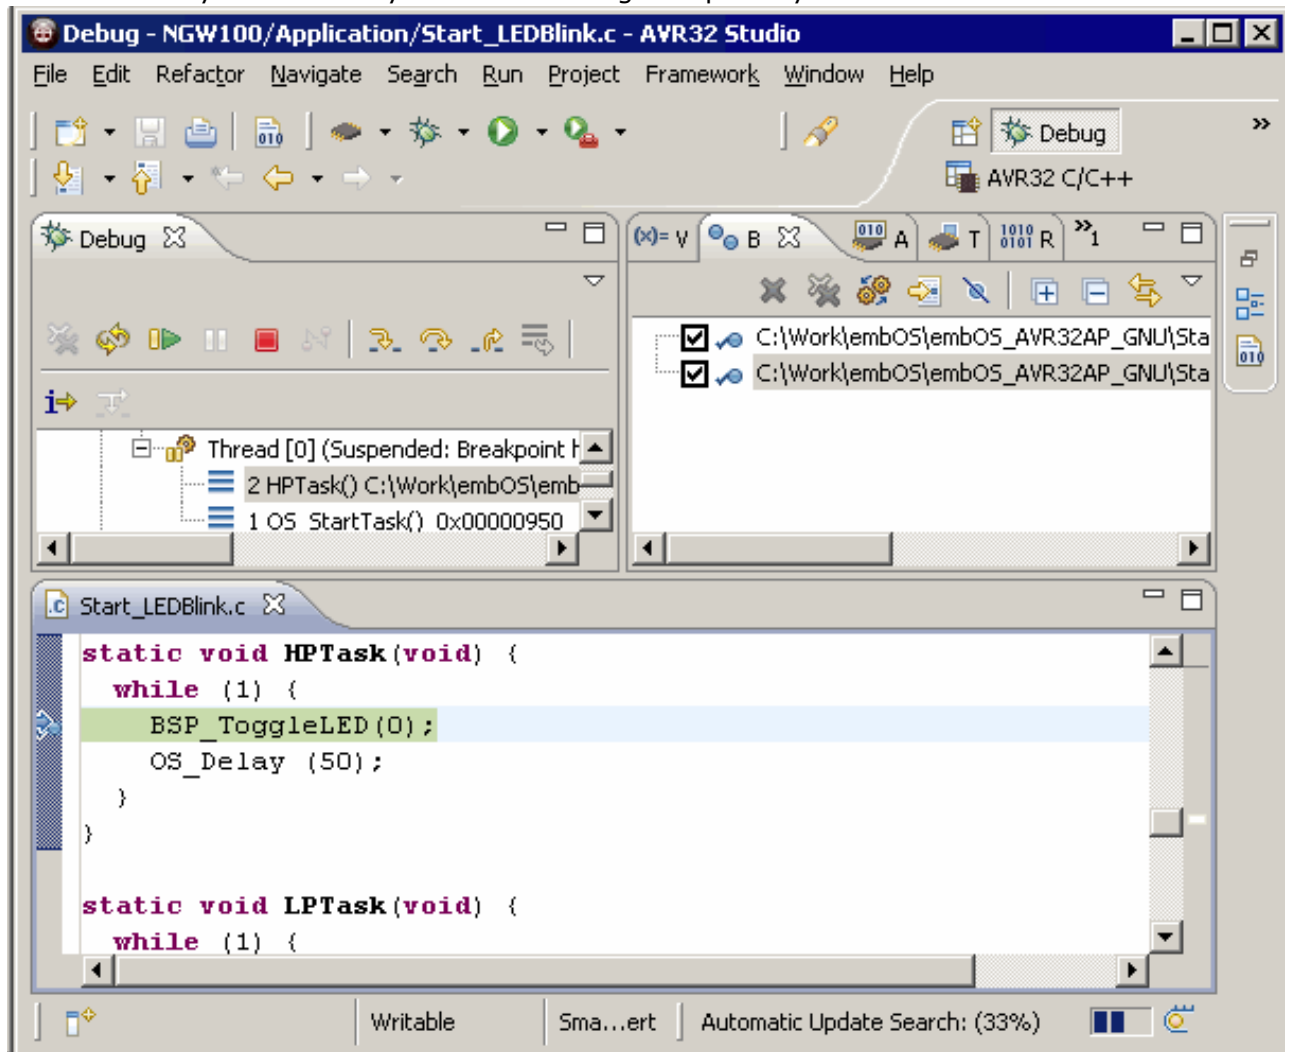 Debug - NGW100/Application/Start_LEDBlink.c - AVR32 Studio
File Edit Refactor Navigate Search Run Project Framework Window Help
Debug
AVR32 C/C++
Debug
(x)= V B A T R »1
C:\Work\embOS\embOS_AVR32AP_GNU\Sta
C:\Work\embOS\embOS_AVR32AP_GNU\Sta
Thread [0] (Suspended: Breakpoint h
2 HPTask() C:\Work\embOS\emb
1 OS_StartTask() 0x00000950
Start_LEDBlink.c
static void HPTask(void) {
while (1) {
BSP_ToggleLED(0);
OS_Delay (50);
}
}
static void LPTask(void) {
while (1) {
Writable Sma...ert Automatic Update Search: (33%)